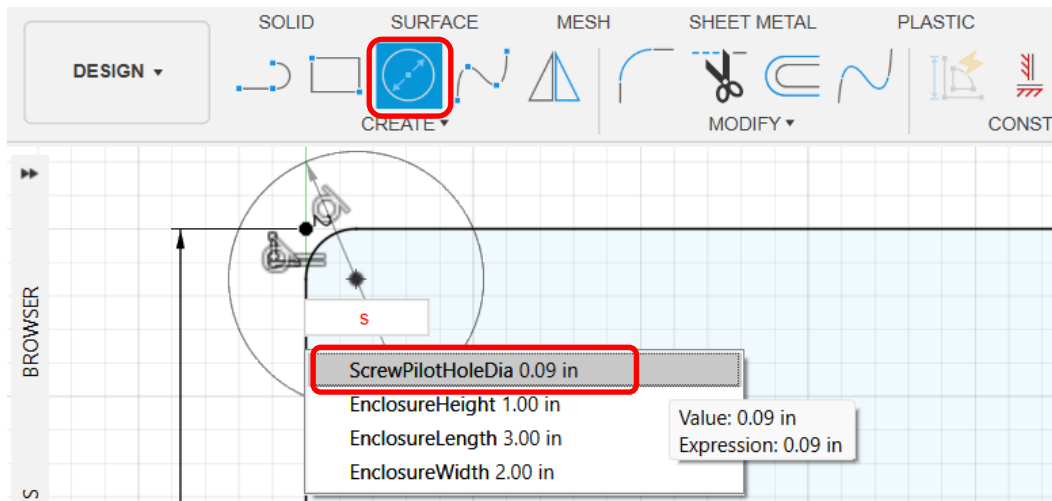 SOLID SURFACE MESH SHEET METAL PLASTIC
DESIGN ▾
CREATE ▾ MODIFY ▾ CONST
BROWSER
2
s
ScrewPilotHoleDia 0.09 in
EnclosureHeight 1.00 in
EnclosureLength 3.00 in
EnclosureWidth 2.00 in
Value: 0.09 in
Expression: 0.09 in
S